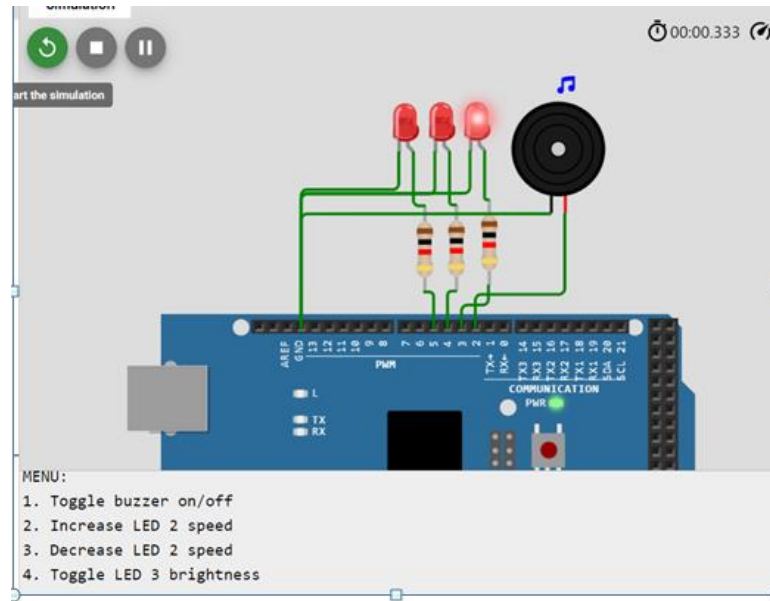 Simulation
00:00.333
art the simulation
AREF
GND
13
12
11
10
9
8
7
6
5
4
3
2
TX→1
RX←0
TX3 14
RX3 15
TX2 16
RX2 17
TX1 18
RX1 19
SDA 20
SCL 21
PWM
COMMUNICATION
PWR
L
TX
RX
MENU:
1. Toggle buzzer on/off
2. Increase LED 2 speed
3. Decrease LED 2 speed
4. Toggle LED 3 brightness